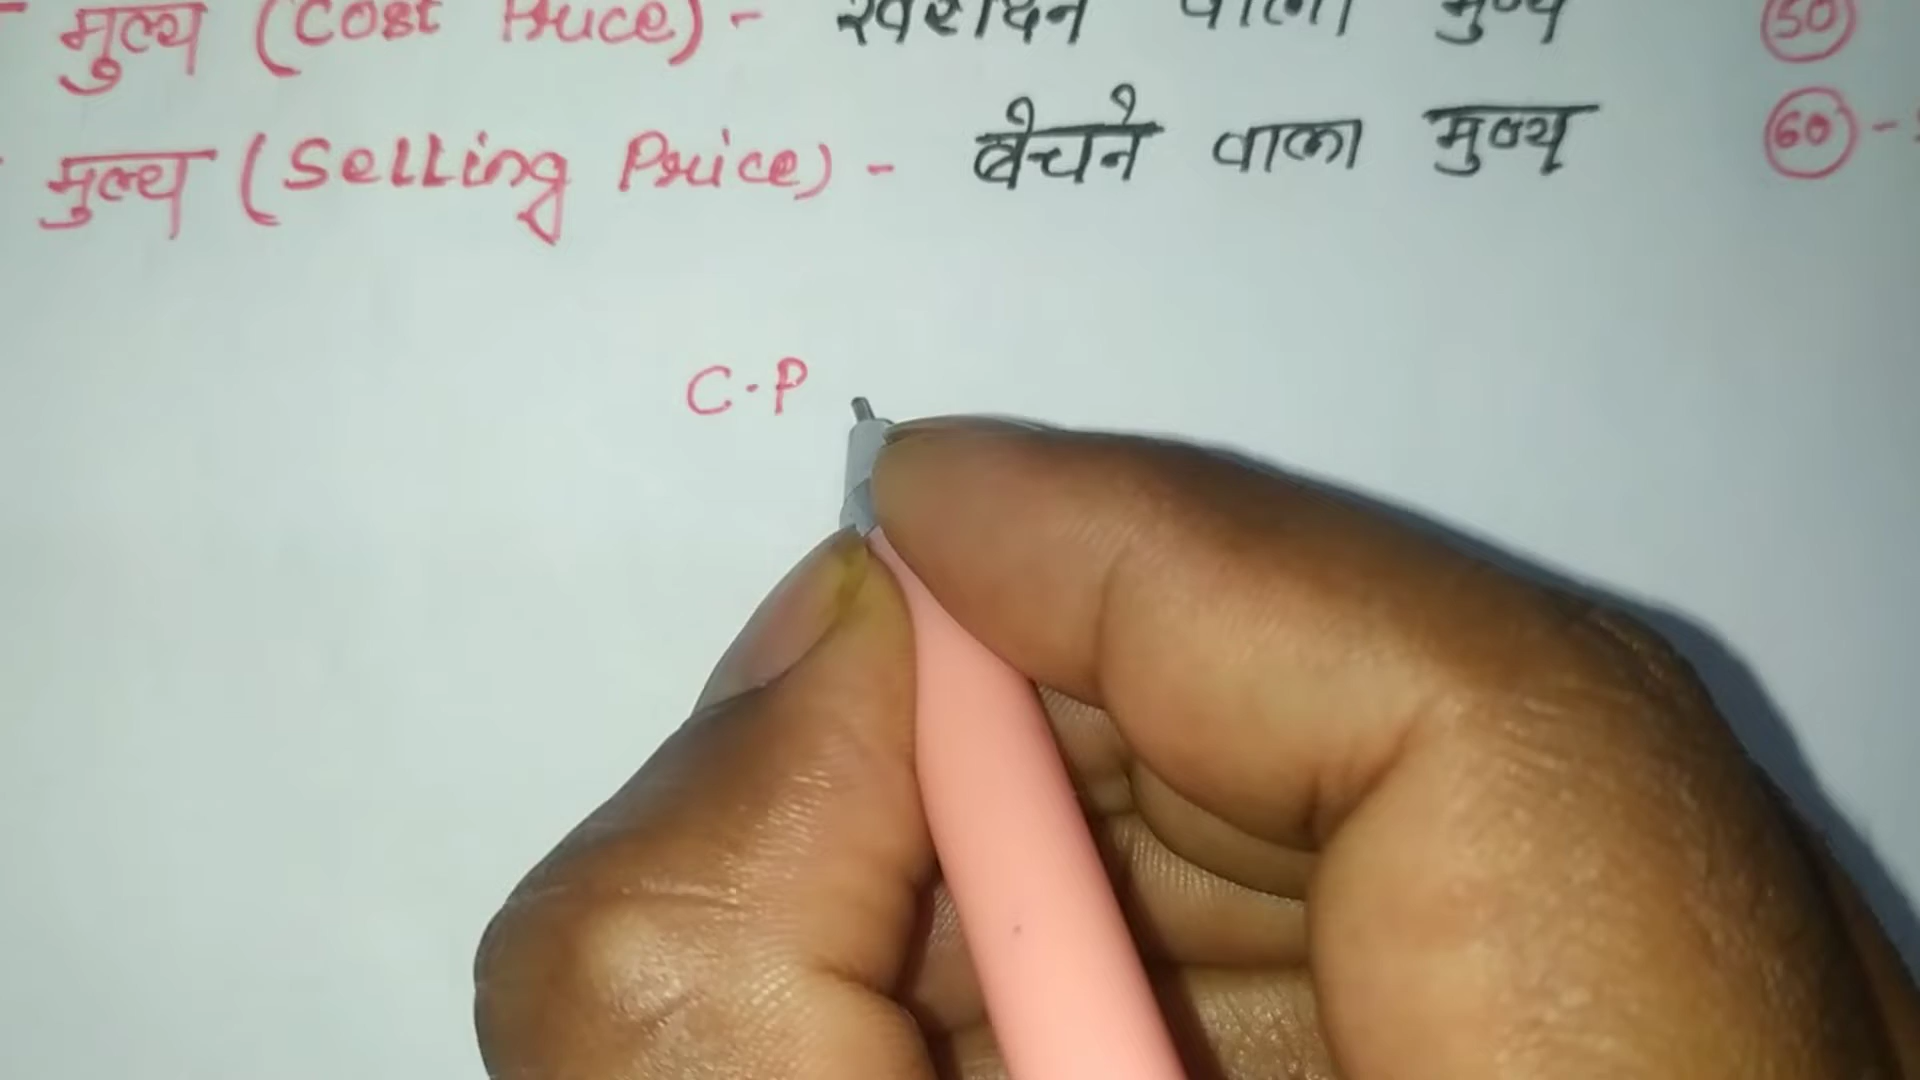 मुल्य (Cost Price) - खरीदने वाला मुल्य 50
मुल्य (Selling Price) - बेचने वाला मुल्य 60 -
C.P